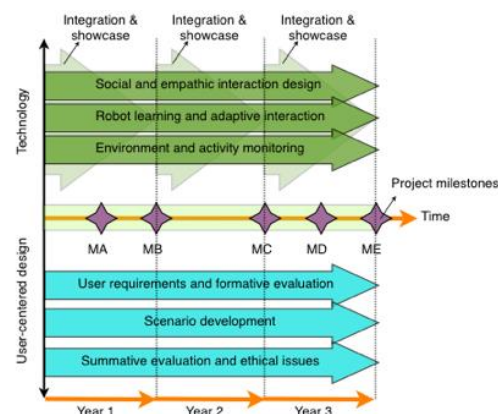 Integration &
showcase
Integration &
showcase
Integration &
showcase
Technology
Social and empathic interaction design
Robot learning and adaptive interaction
Environment and activity monitoring
Project milestones
Time
MA
MB
MC
MD
ME
User-centered design
User requirements and formative evaluation
Scenario development
Summative evaluation and ethical issues
Year 1
Year 2
Year 3